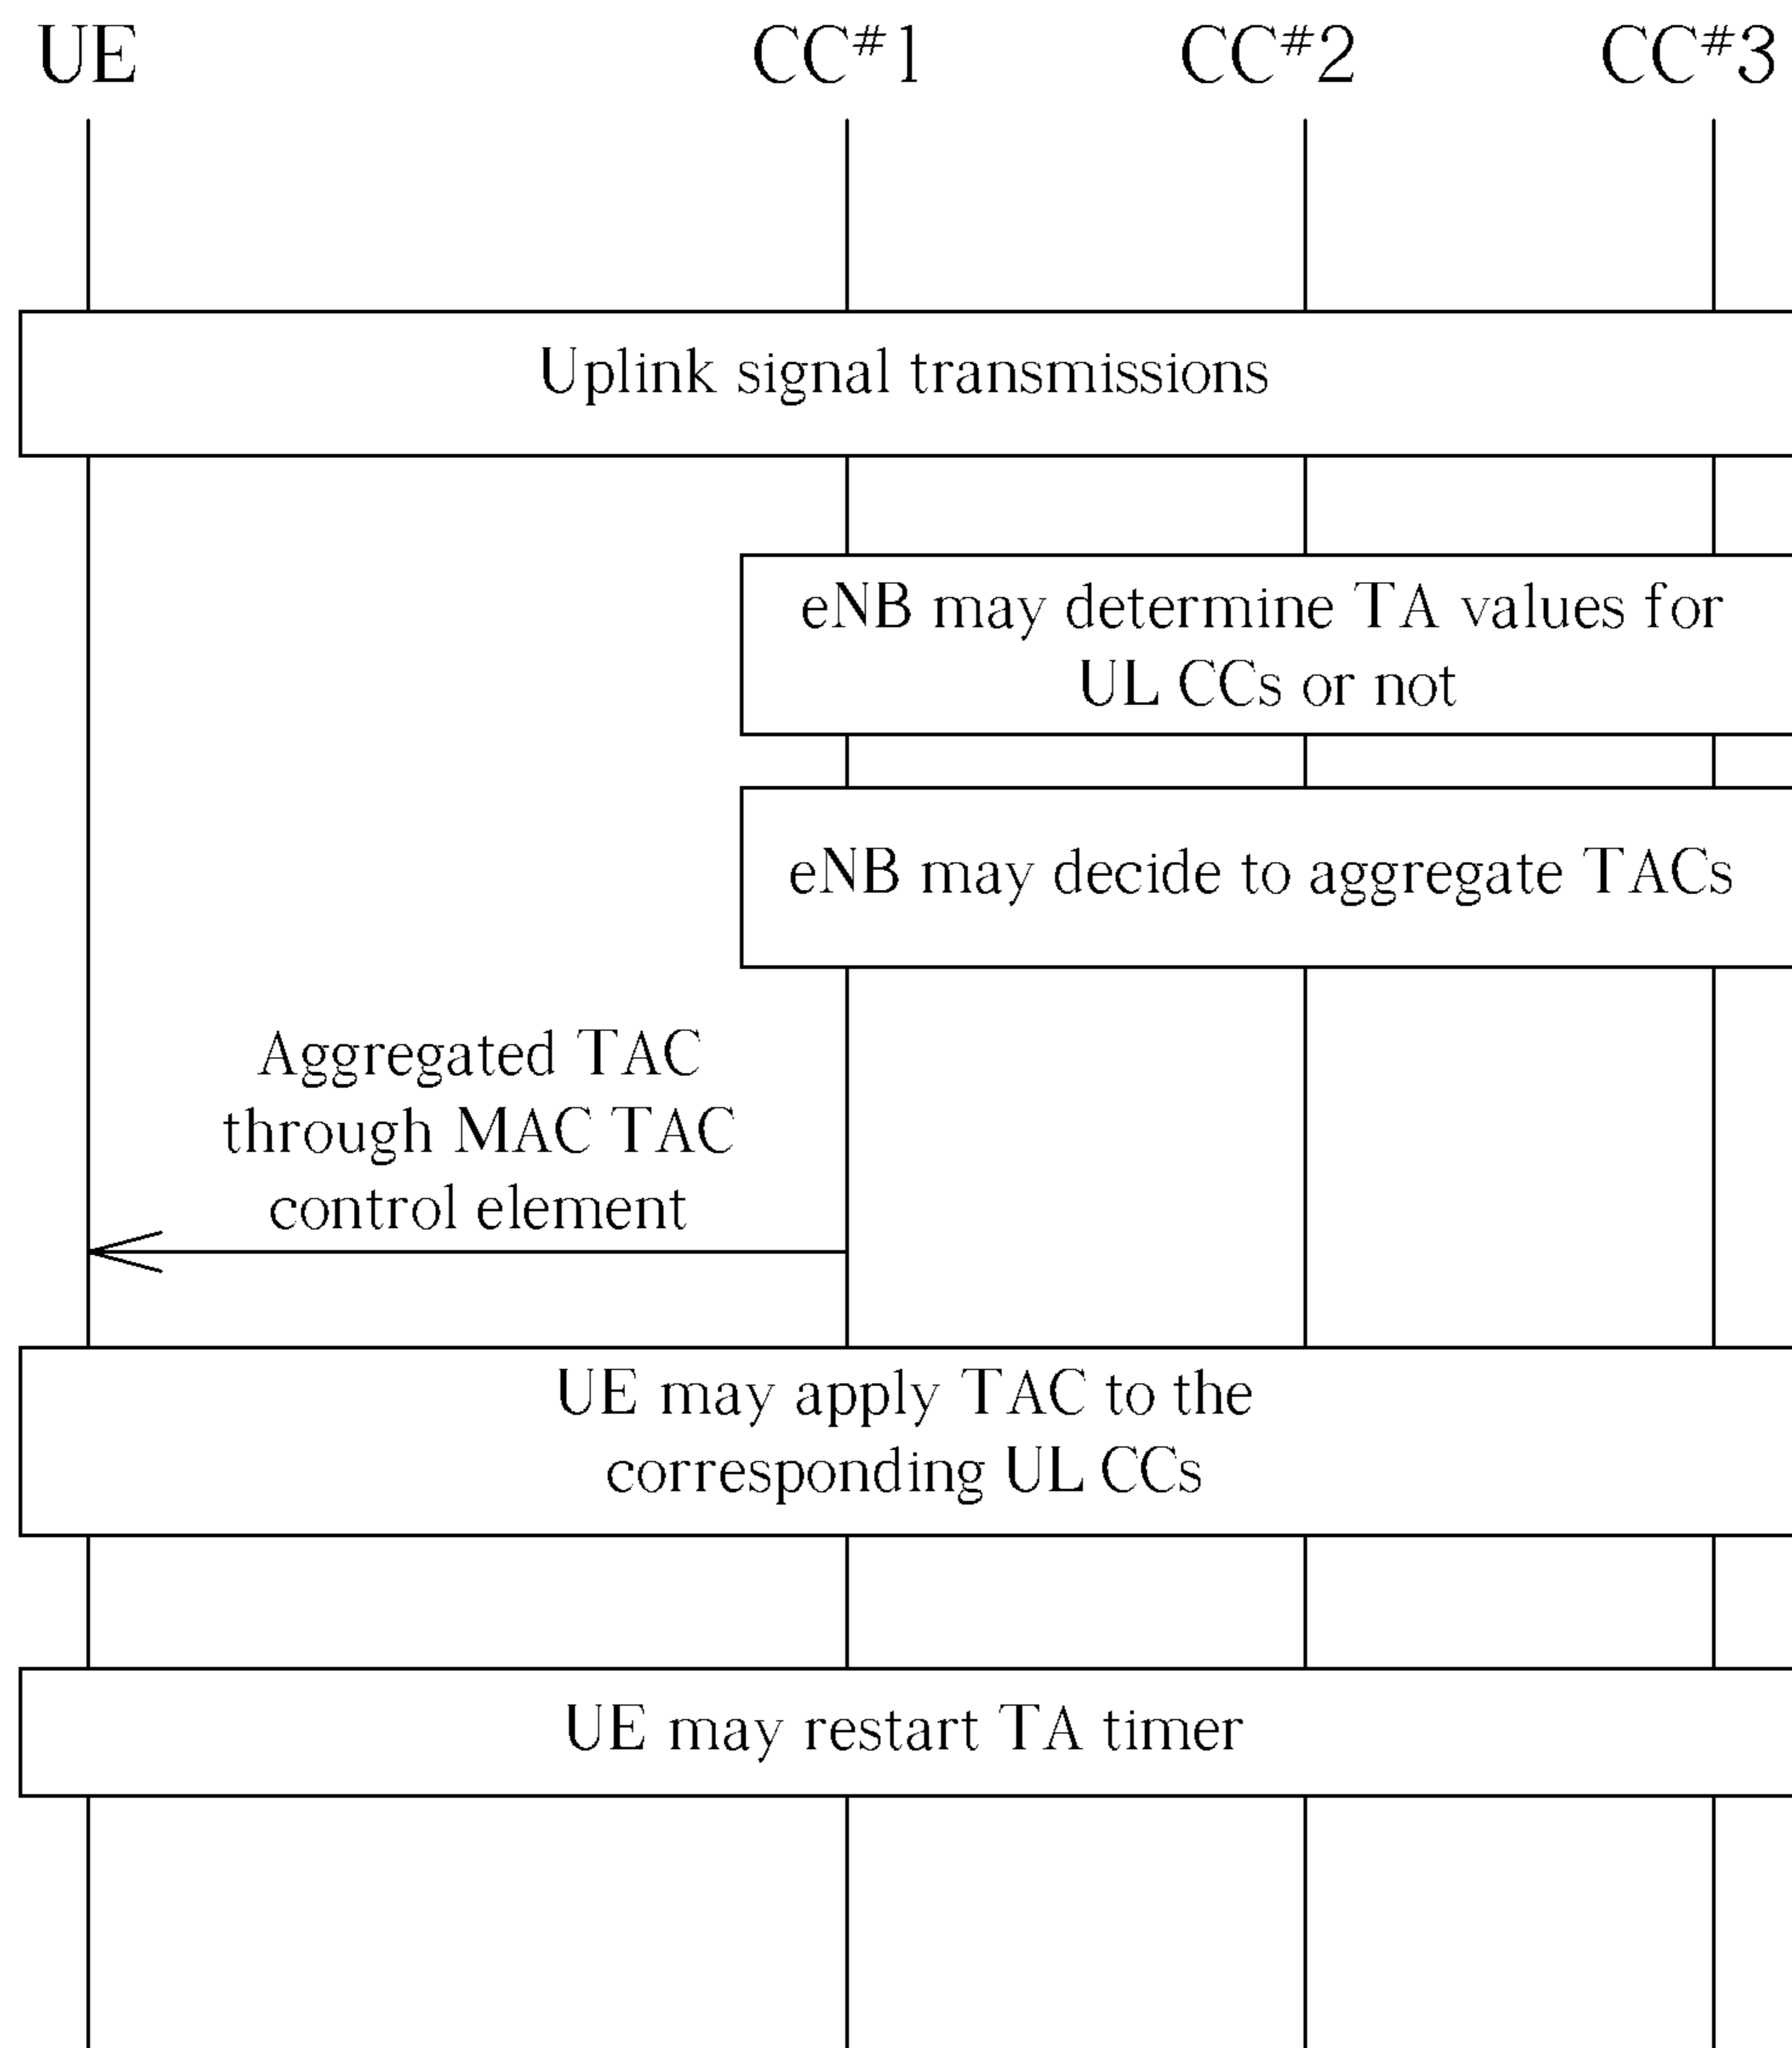 UE CC#1 CC#2 CC#3
Uplink signal transmissions
eNB may determine TA values for
UL CCs or not
eNB may decide to aggregate TACs
Aggregated TAC
through MAC TAC
control element
UE may apply TAC to the
corresponding UL CCs
UE may restart TA timer